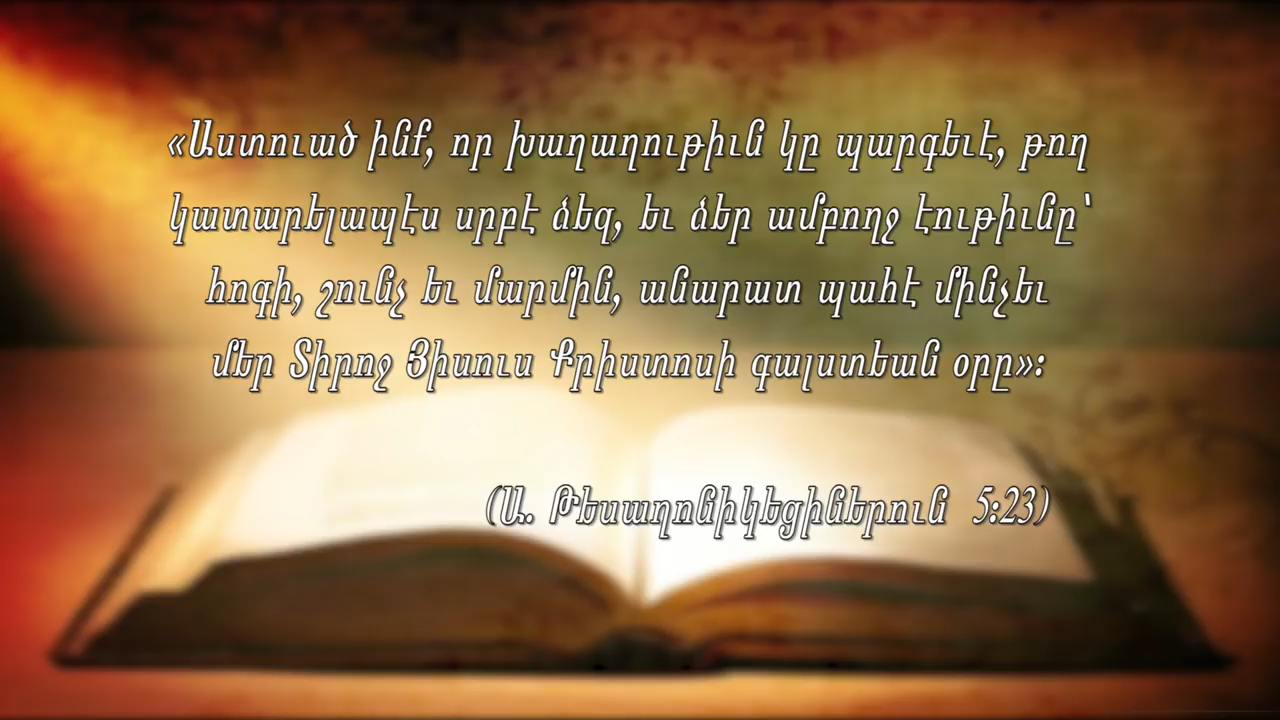 «Աստուած ինք, որ խաղաղութիւն կը պարգեւէ, թող
կատարելապէս սրբէ ձեզ, եւ ձեր ամբողջ էութիւնը՝
հոգի, շունչ եւ մարմին, անարատ պահէ մինչեւ
մեր Տիրոջ Յիսուս Քրիստոսի գալստեան օրը»:
(Ա. Թեսաղոնիկեցիներուն 5:23)